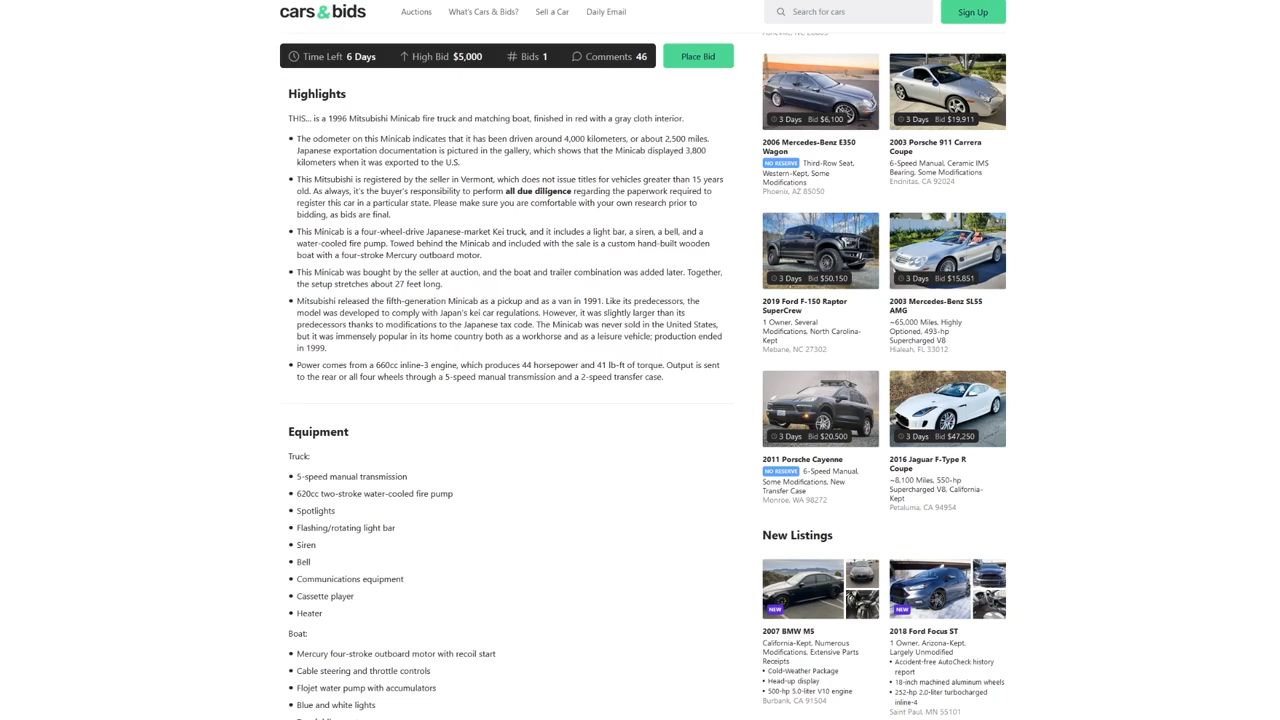 cars & bids
Auctions
What's Cars & Bids?
Sell a Car
Daily Email
Search for cars
Sign Up
Time Left 6 Days
High Bid $5,000
# Bids 1
Comments 46
Place Bid
Highlights
THIS... is a 1996 Mitsubishi Minicab fire truck and matching boat, finished in red with a gray cloth interior.
• The odometer on this Minicab indicates that it has been driven around 4,000 kilometers, or about 2,500 miles.
Japanese exportation documentation is pictured in the gallery, which shows that the Minicab displayed 3,800
kilometers when it was exported to the U.S.
• This Mitsubishi is registered by the seller in Vermont, which does not issue titles for vehicles greater than 15 years
old. As always, it's the buyer's responsibility to perform all due diligence regarding the paperwork required to
register this car in a particular state. Please make sure you are comfortable with your own research prior to
bidding, as bids are final.
• This Minicab is a four-wheel-drive Japanese-market Kei truck, and it includes a light bar, a siren, a bell, and a
water-cooled fire pump. Towed behind the Minicab and included with the sale is a custom hand-built wooden
boat with a four-stroke Mercury outboard motor.
• This Minicab was bought by the seller at auction, and the boat and trailer combination was added later. Together,
the setup stretches about 27 feet long.
• Mitsubishi released the fifth-generation Minicab as a pickup and as a van in 1991. Like its predecessors, the
model was developed to comply with Japan's kei car regulations. However, it was slightly larger than its
predecessors thanks to modifications to the Japanese tax code. The Minicab was never sold in the United States,
but it was immensely popular in its home country both as a workhorse and as a leisure vehicle; production ended
in 1999.
• Power comes from a 660cc inline-3 engine, which produces 44 horsepower and 41 lb-ft of torque. Output is sent
to the rear or all four wheels through a 5-speed manual transmission and a 2-speed transfer case.
Equipment
Truck:
• 5-speed manual transmission
• 620cc two-stroke water-cooled fire pump
• Spotlights
• Flashing/rotating light bar
• Siren
• Bell
• Communications equipment
• Cassette player
• Heater
Boat:
• Mercury four-stroke outboard motor with recoil start
• Cable steering and throttle controls
• Flojet water pump with accumulators
• Blue and white lights
3 Days Bid $6,100
2006 Mercedes-Benz E350
Wagon
NO RESERVE Third-Row Seat,
Western-Kept, Some
Modifications
Phoenix, AZ 85050
3 Days Bid $19,911
2003 Porsche 911 Carrera
Coupe
6-Speed Manual, Ceramic IMS
Bearing, Some Modifications
Encinitas, CA 92024
3 Days Bid $50,150
2019 Ford F-150 Raptor
SuperCrew
1 Owner, Several
Modifications, North Carolina-
Kept
Mebane, NC 27302
3 Days Bid $15,851
2003 Mercedes-Benz SL55
AMG
~65,000 Miles, Highly
Optioned, 493-hp
Supercharged V8
Hialeah, FL 33012
3 Days Bid $20,500
2011 Porsche Cayenne
NO RESERVE 6-Speed Manual,
Some Modifications, New
Transfer Case
Monroe, WA 98272
3 Days Bid $47,250
2016 Jaguar F-Type R
Coupe
~8,100 Miles, 550-hp
Supercharged V8, California-
Kept
Petaluma, CA 94954
New Listings
NEW
2007 BMW M5
California-Kept, Numerous
Modifications, Extensive Parts
Receipts
• Cold-Weather Package
• Head-up display
• 500-hp 5.0-liter V10 engine
Burbank, CA 91504
NEW
2018 Ford Focus ST
1 Owner, Arizona-Kept,
Largely Unmodified
• Accident-free AutoCheck history
report
• 18-inch machined aluminum wheels
• 252-hp 2.0-liter turbocharged
inline-4
Saint Paul, MN 55101